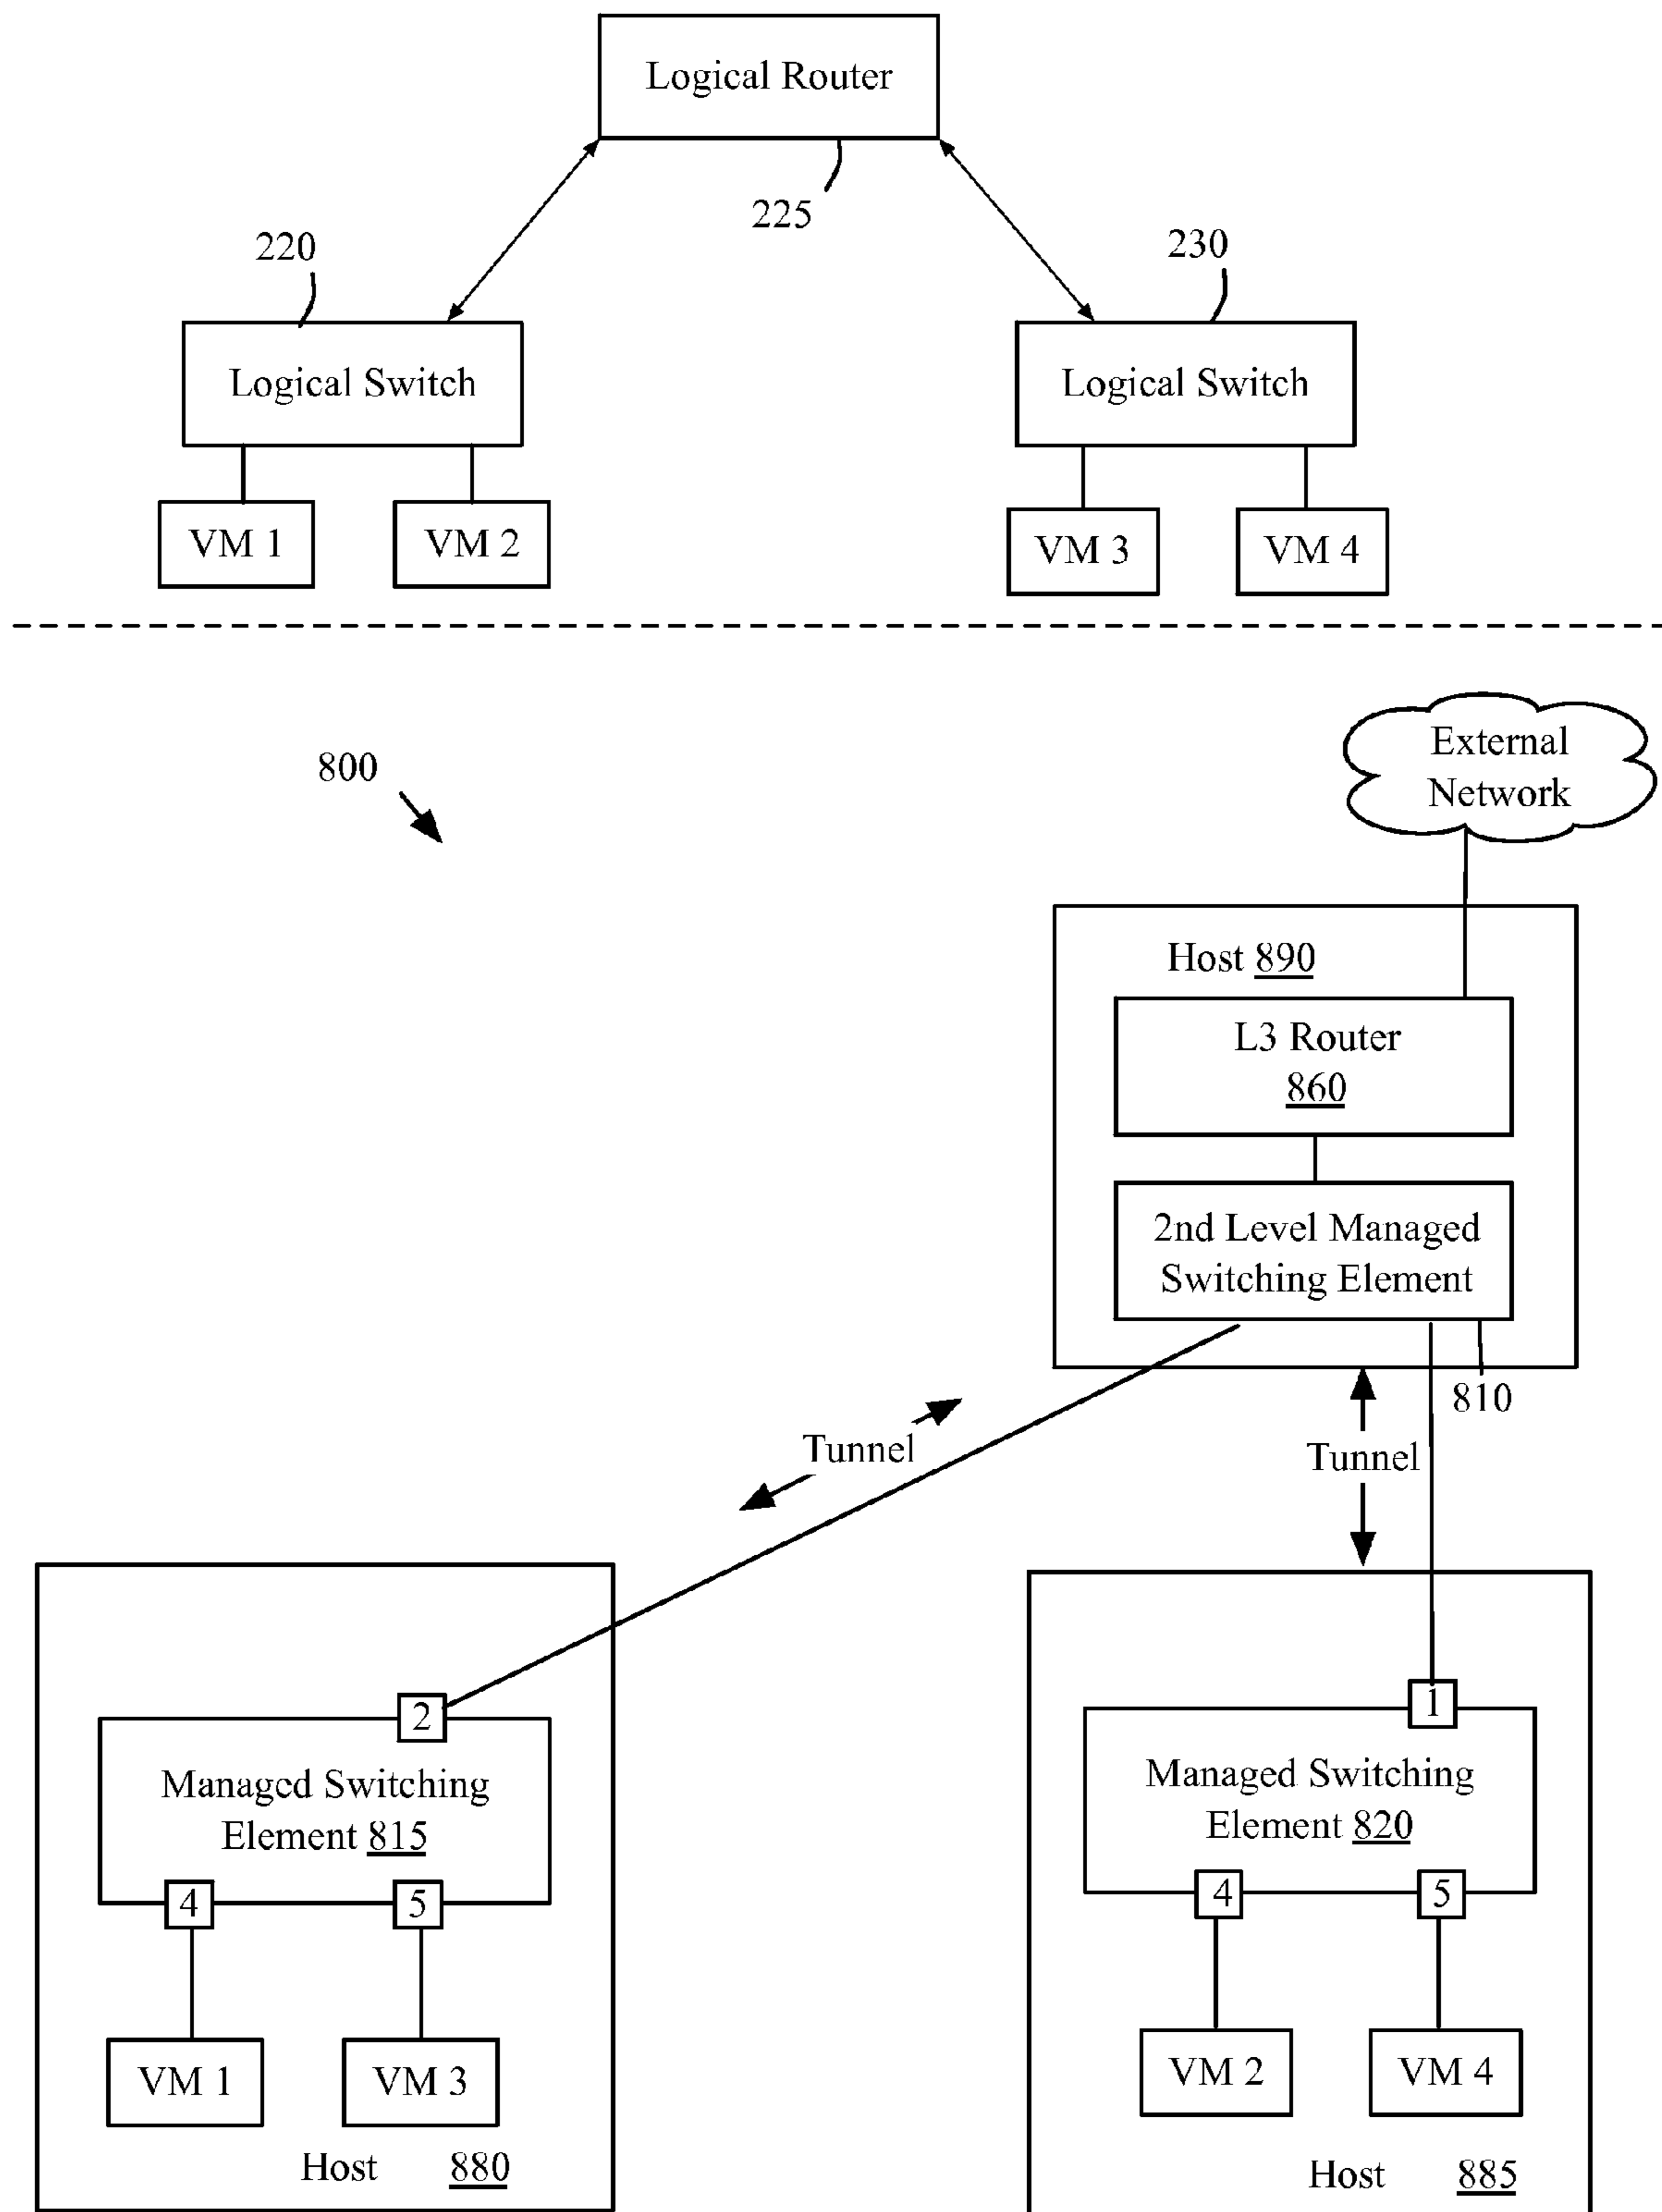 Logical Router
225
220
230
Logical Switch
Logical Switch
VM 1
VM 2
VM 3
VM 4
800
External
Network
Host 890
L3 Router
860
2nd Level Managed
Switching Element
810
Tunnel
Tunnel
2
1
Managed Switching
Element 815
Managed Switching
Element 820
4
5
4
5
VM 1
VM 3
VM 2
VM 4
Host 880
Host 885